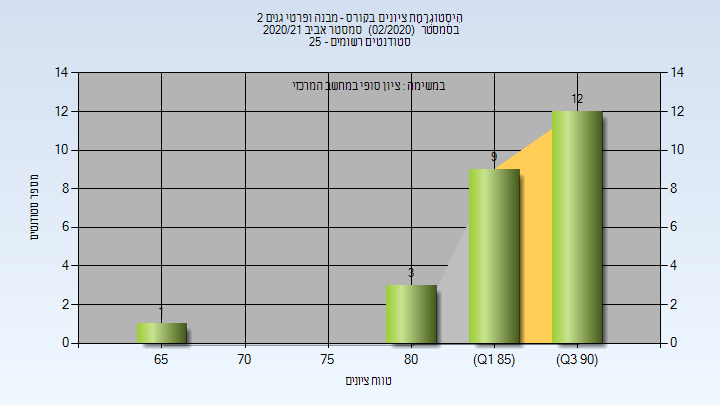 היסטוגרמת ציונים בקורס - מבנה ופרטי גנים 2
בסמסטר (02/2020) סמסטר אביב 2020/21
סטודנטים רשומים - 25
במשימה : ציון סופי במחשב המרכזי
מספר סטודנטים
14 14
12 12
10 10
8 8
6 6
4 4
2 2
0 0
1 3 9 12
65 70 75 80 (Q1 85) (Q3 90)
טווח ציונים